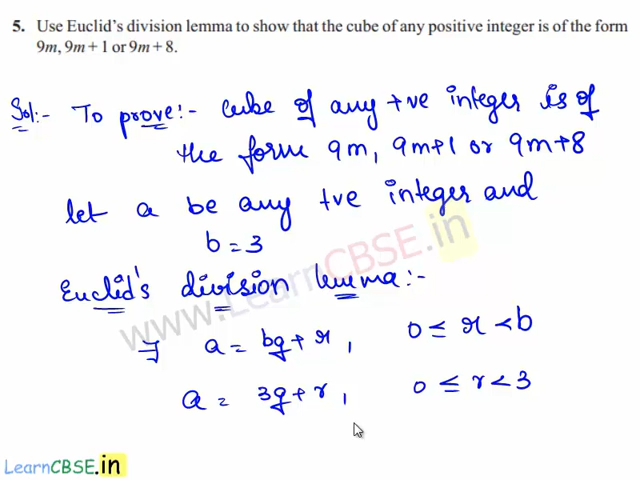 5. Use Euclid's division lemma to show that the cube of any positive integer is of the form
9m, 9m + 1 or 9m + 8.
Sol:- To prove:- Cube of any +ve integer is of
the form 9m, 9m+1 or 9m+8
let a be any +ve integer and
b = 3
Euclid's division lemma:-
www.LearnCBSE.in
∃ a = bq + r, 0 ≤ r < b
a = 3q + r, 0 ≤ r < 3
LearnCBSE.in